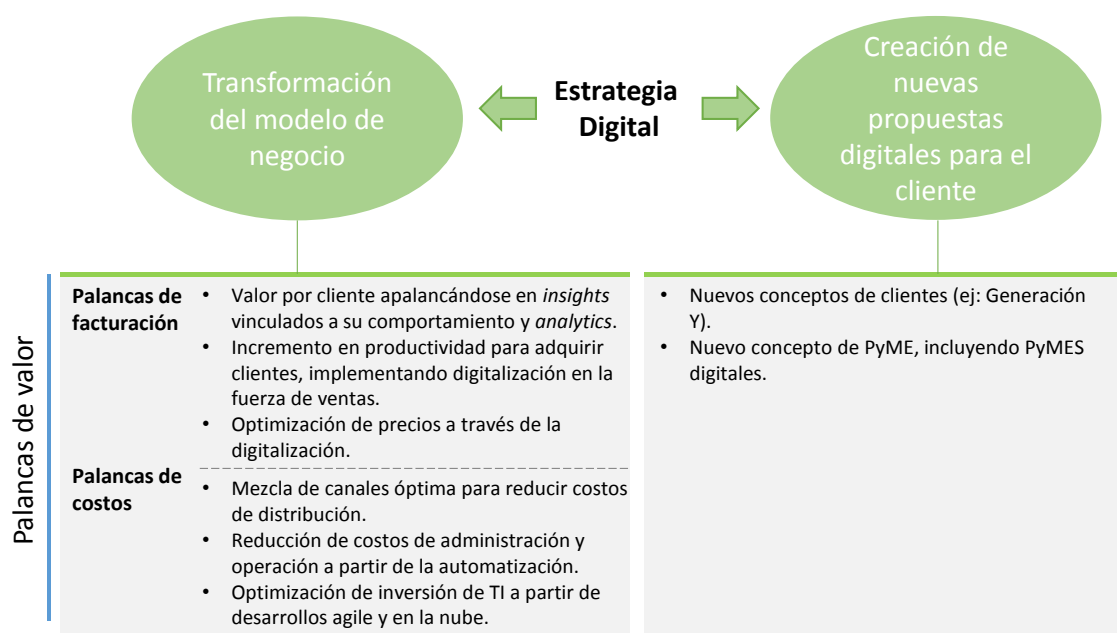 Transformación
del modelo de
negocio
Estrategia
Digital
Creación de
nuevas
propuestas
digitales para el
cliente
Palancas de valor
Palancas de
facturación
• Valor por cliente apalancándose en insights
vinculados a su comportamiento y analytics.
• Incremento en productividad para adquirir
clientes, implementando digitalización en la
fuerza de ventas.
• Optimización de precios a través de la
digitalización.
Palancas de
costos
• Mezcla de canales óptima para reducir costos
de distribución.
• Reducción de costos de administración y
operación a partir de la automatización.
• Optimización de inversión de TI a partir de
desarrollos agile y en la nube.
• Nuevos conceptos de clientes (ej: Generación
Y).
• Nuevo concepto de PyME, incluyendo PyMES
digitales.